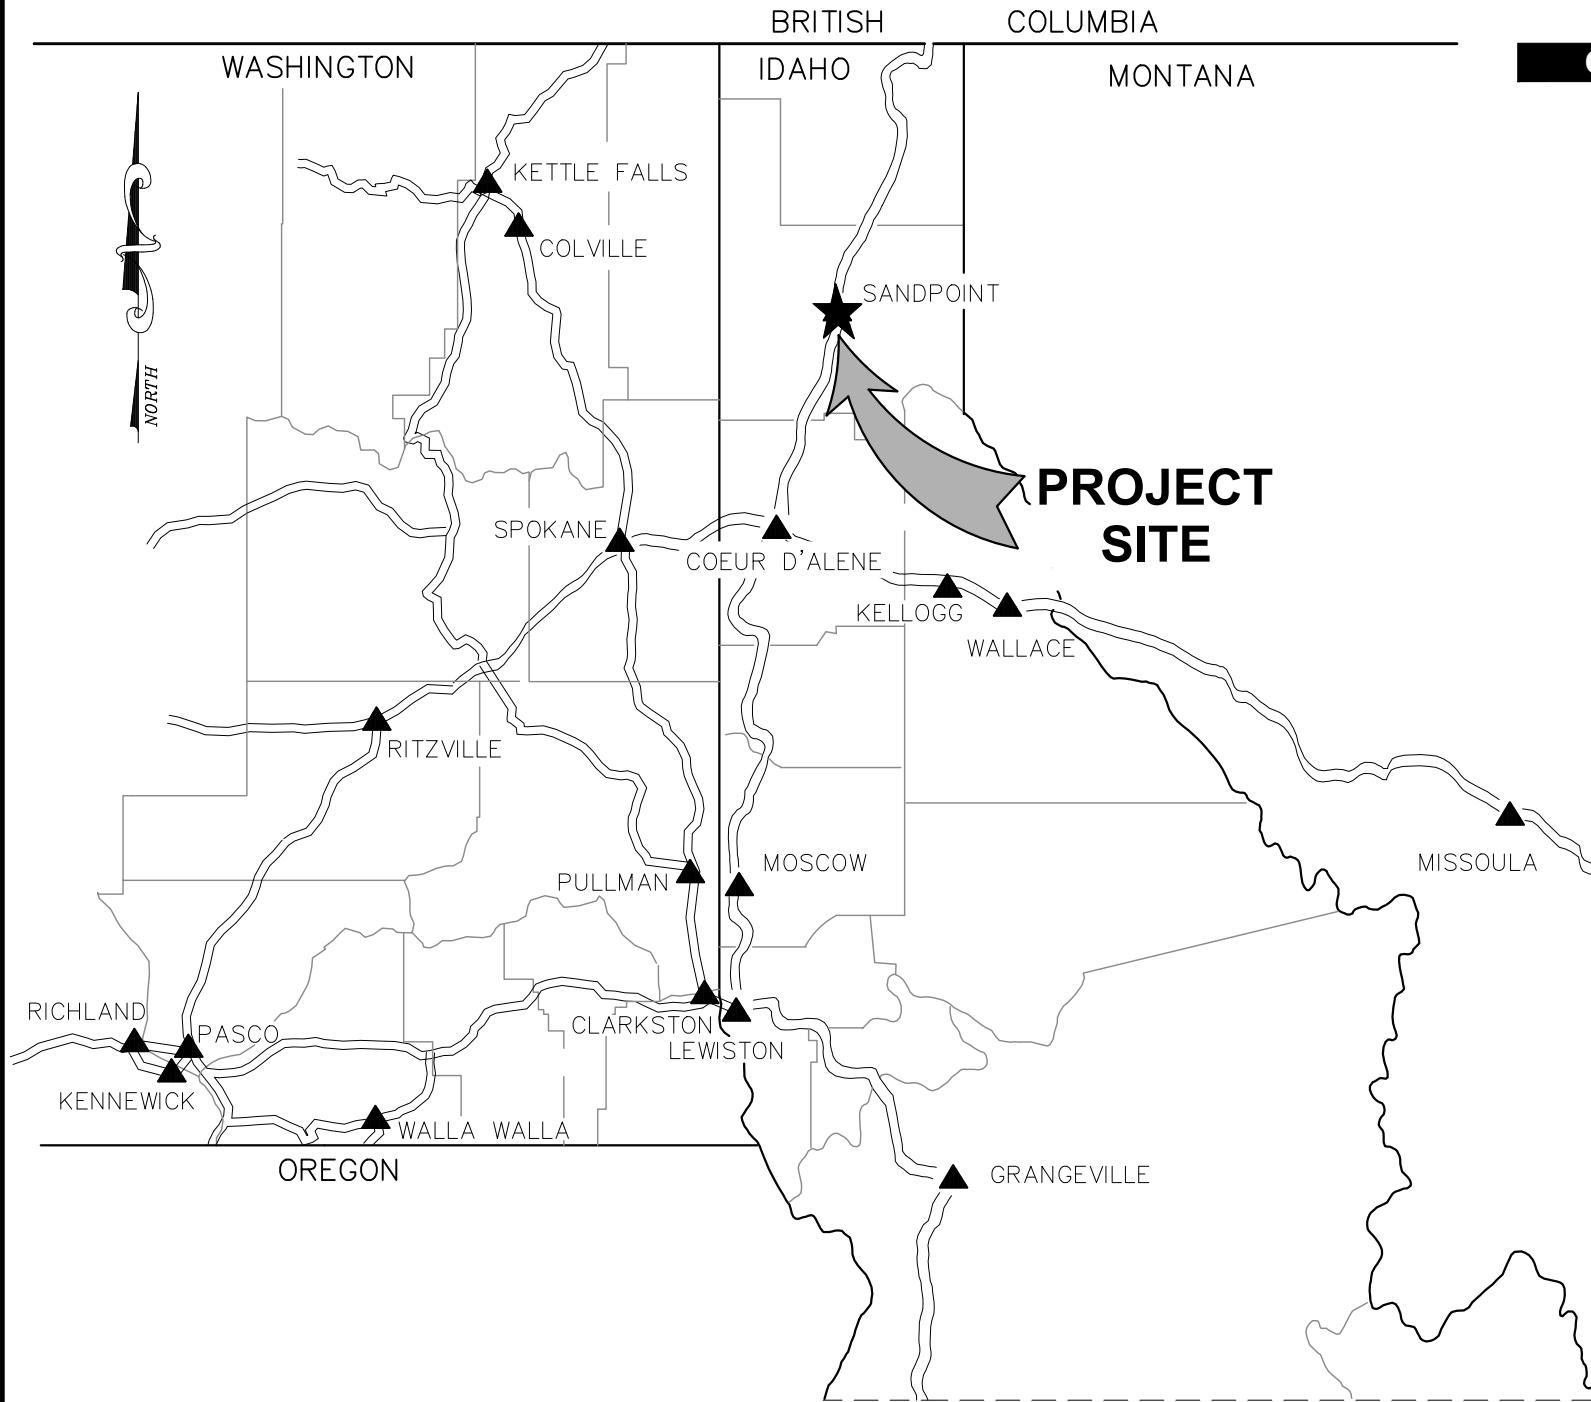 BRITISH COLUMBIA
WASHINGTON
IDAHO
MONTANA
KETTLE FALLS
COLVILLE
SANDPOINT
NORTH
PROJECT
SITE
SPOKANE
COEUR D'ALENE
KELLOGG
WALLACE
RITZVILLE
MISSOULA
MOSCOW
PULLMAN
RICHLAND
PASCO
CLARKSTON
LEWISTON
KENNEWICK
WALLA WALLA
OREGON
GRANGEVILLE